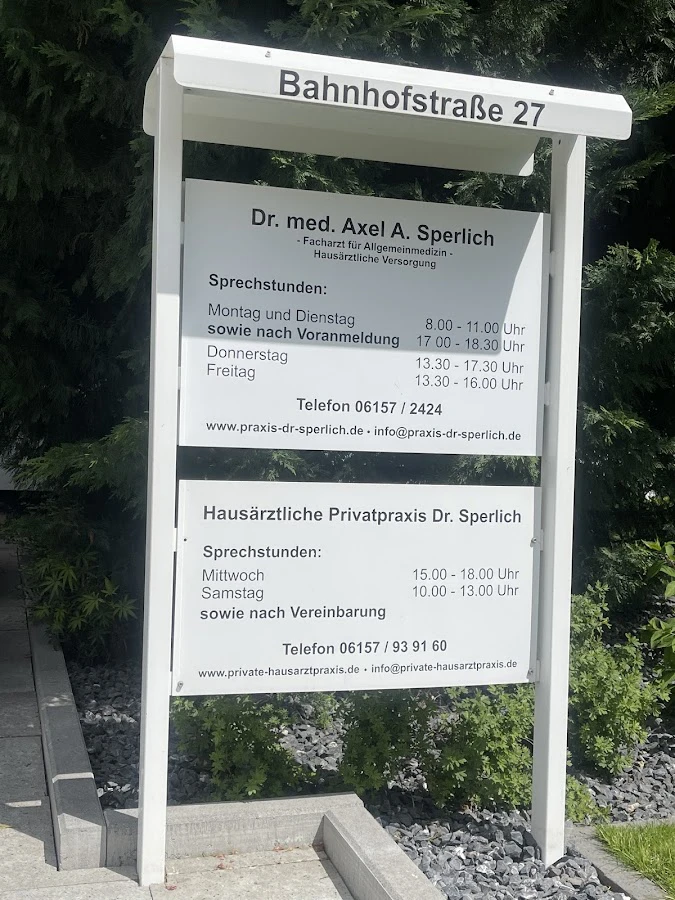 Bahnhofstraße 27
Dr. med. Axel A. Sperlich
- Facharzt für Allgemeinmedizin -
Hausärztliche Versorgung
Sprechstunden:
Montag und Dienstag 8.00 - 11.00 Uhr
sowie nach Voranmeldung 17 00 - 18.30 Uhr
Donnerstag 13.30 - 17.30 Uhr
Freitag 13.30 - 16.00 Uhr
Telefon 06157 / 2424
www.praxis-dr-sperlich.de • info@praxis-dr-sperlich.de
Hausärztliche Privatpraxis Dr. Sperlich
Sprechstunden:
Mittwoch 15.00 - 18.00 Uhr
Samstag 10.00 - 13.00 Uhr
sowie nach Vereinbarung
Telefon 06157 / 93 91 60
www.private-hausarztpraxis.de • info@private-hausarztpraxis.de